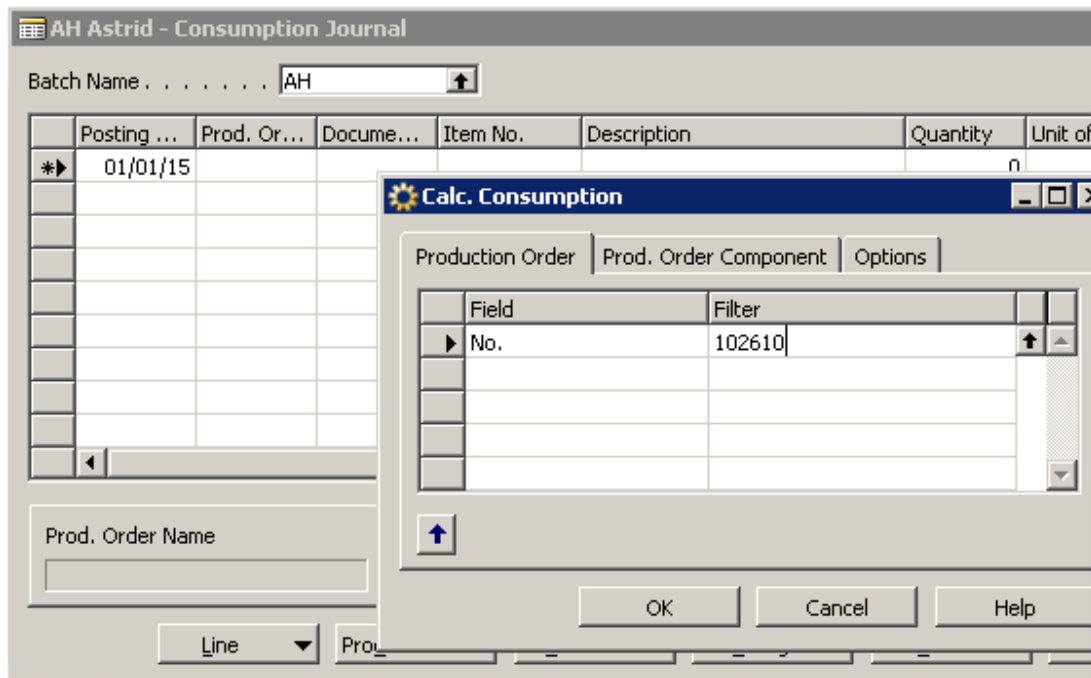 AH Astrid - Consumption Journal
Batch Name . . . . . . . AH
Posting ... Prod. Or... Docume... Item No. Description Quantity Unit of
01/01/15 0
Calc. Consumption
Production Order Prod. Order Component Options
Field Filter
No. 102610
Prod. Order Name
OK Cancel Help
Line